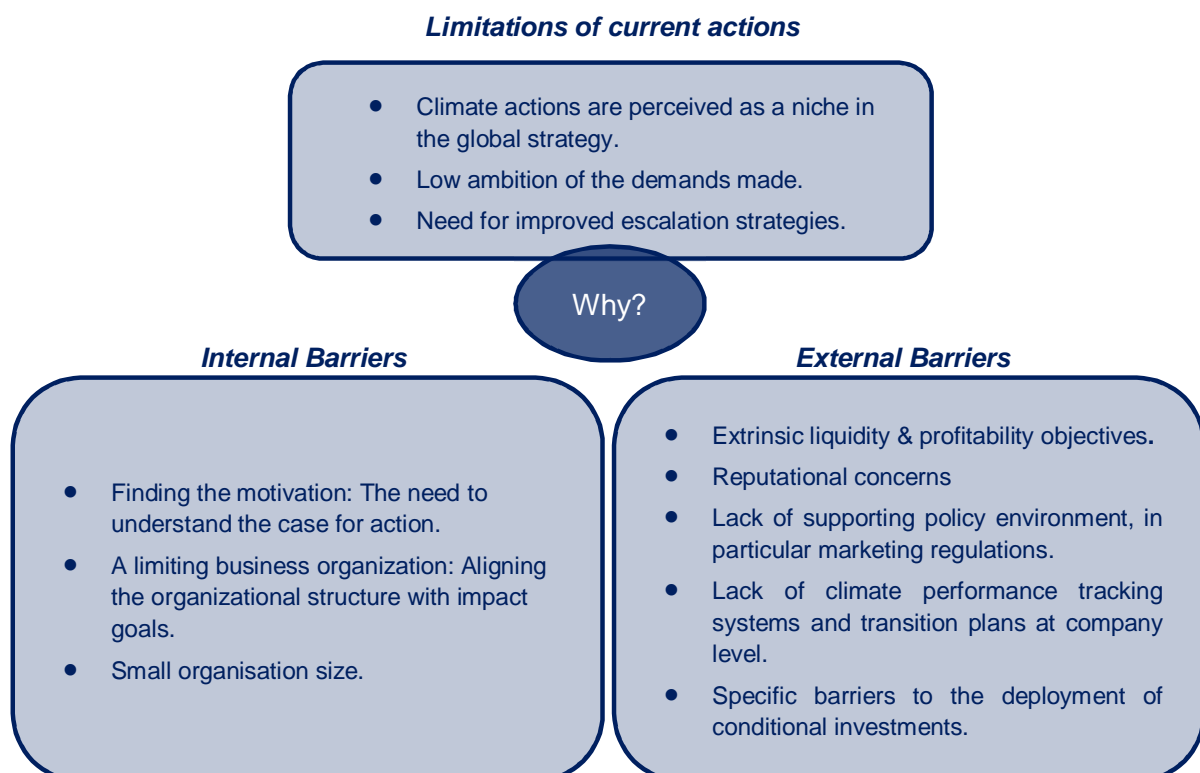 Limitations of current actions
• Climate actions are perceived as a niche in
the global strategy.
• Low ambition of the demands made.
• Need for improved escalation strategies.
Why?
Internal Barriers
• Finding the motivation: The need to
understand the case for action.
• A limiting business organization: Aligning
the organizational structure with impact
goals.
• Small organisation size.
External Barriers
• Extrinsic liquidity & profitability objectives.
• Reputational concerns
• Lack of supporting policy environment, in
particular marketing regulations.
• Lack of climate performance tracking
systems and transition plans at company
level.
• Specific barriers to the deployment of
conditional investments.